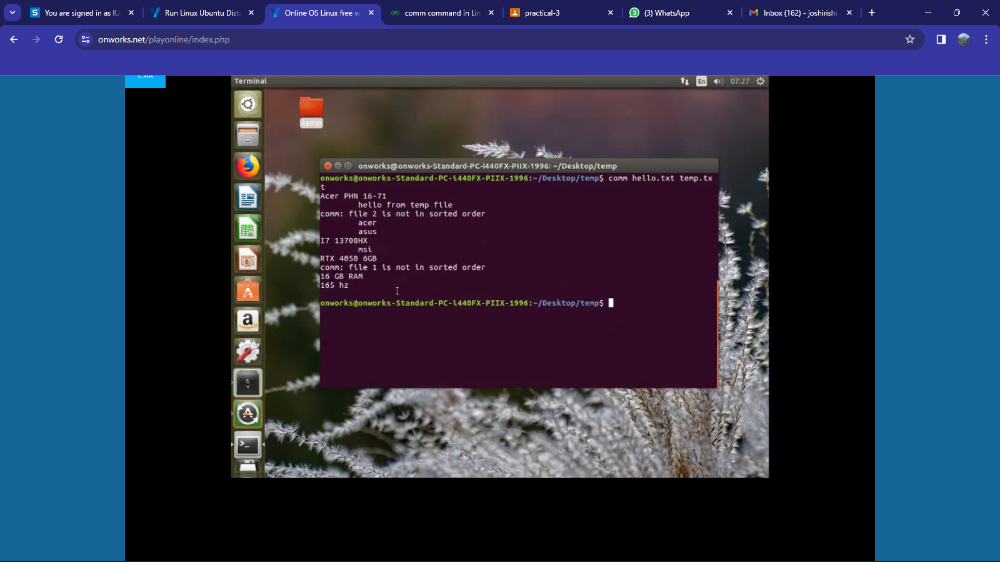 You are signed in as IU
Run Linux Ubuntu Dist
Online OS Linux free w
comm command in Lin
practical-3
(3) WhatsApp
Inbox (162) - joshirishi
onworks.net/playonline/index.php
Exit
Terminal
En
07:27
temp
onworks@onworks-Standard-PC-i440FX-PIIX-1996: ~/Desktop/temp
onworks@onworks-Standard-PC-i440FX-PIIX-1996:~/Desktop/temp$ comm hello.txt temp.tx
t
Acer PHN 16-71
hello from temp file
comm: file 2 is not in sorted order
acer
asus
I7 13700HX
msi
RTX 4050 6GB
comm: file 1 is not in sorted order
16 GB RAM
165 hz
onworks@onworks-Standard-PC-i440FX-PIIX-1996:~/Desktop/temp$